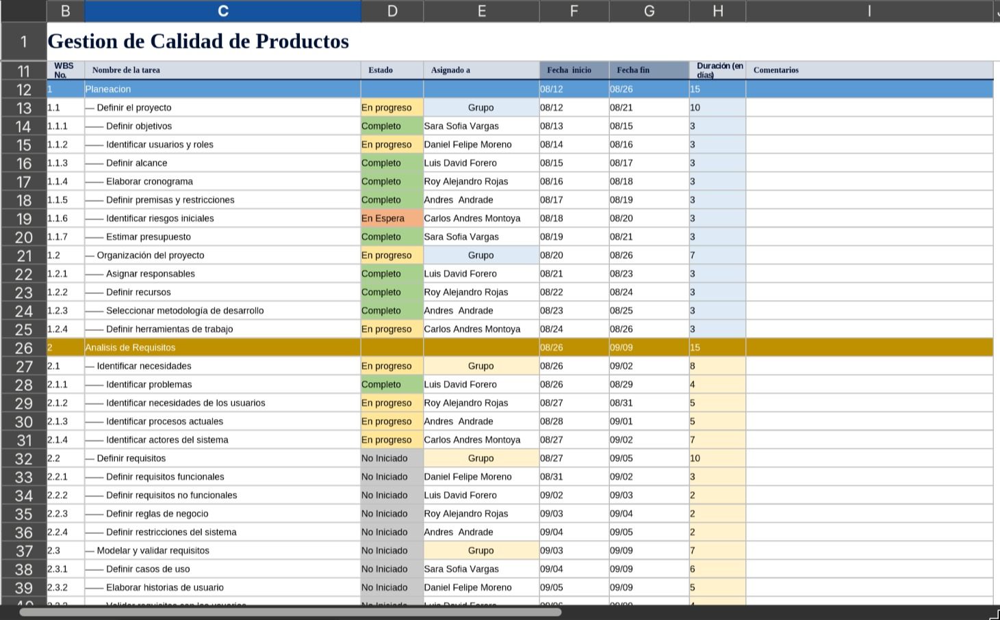 B C D E F G H I
1 Gestion de Calidad de Productos
11 WBS No. Nombre de la tarea Estado Asignado a Fecha inicio Fecha fin Duración (en días) Comentarios
12 1 Planeacion 08/12 08/26 15
13 1.1 — Definir el proyecto En progreso Grupo 08/12 08/21 10
14 1.1.1 —— Definir objetivos Completo Sara Sofia Vargas 08/13 08/15 3
15 1.1.2 —— Identificar usuarios y roles En progreso Daniel Felipe Moreno 08/14 08/16 3
16 1.1.3 —— Definir alcance Completo Luis David Forero 08/15 08/17 3
17 1.1.4 —— Elaborar cronograma Completo Roy Alejandro Rojas 08/16 08/18 3
18 1.1.5 —— Definir premisas y restricciones Completo Andres Andrade 08/17 08/19 3
19 1.1.6 —— Identificar riesgos iniciales En Espera Carlos Andres Montoya 08/18 08/20 3
20 1.1.7 —— Estimar presupuesto Completo Sara Sofia Vargas 08/19 08/21 3
21 1.2 — Organización del proyecto En progreso Grupo 08/20 08/26 7
22 1.2.1 —— Asignar responsables Completo Luis David Forero 08/21 08/23 3
23 1.2.2 —— Definir recursos Completo Roy Alejandro Rojas 08/22 08/24 3
24 1.2.3 —— Seleccionar metodología de desarrollo Completo Andres Andrade 08/23 08/25 3
25 1.2.4 —— Definir herramientas de trabajo En progreso Carlos Andres Montoya 08/24 08/26 3
26 2 Analisis de Requisitos 08/26 09/09 15
27 2.1 — Identificar necesidades En progreso Grupo 08/26 09/02 8
28 2.1.1 —— Identificar problemas Completo Luis David Forero 08/26 08/29 4
29 2.1.2 —— Identificar necesidades de los usuarios En progreso Roy Alejandro Rojas 08/27 08/31 5
30 2.1.3 —— Identificar procesos actuales En progreso Andres Andrade 08/28 09/01 5
31 2.1.4 —— Identificar actores del sistema En progreso Carlos Andres Montoya 08/27 09/02 7
32 2.2 — Definir requisitos No Iniciado Grupo 08/27 09/05 10
33 2.2.1 —— Definir requisitos funcionales No Iniciado Daniel Felipe Moreno 08/31 09/02 3
34 2.2.2 —— Definir requisitos no funcionales No Iniciado Luis David Forero 09/02 09/03 2
35 2.2.3 —— Definir reglas de negocio No Iniciado Roy Alejandro Rojas 09/03 09/04 2
36 2.2.4 —— Definir restricciones del sistema No Iniciado Andres Andrade 09/04 09/05 2
37 2.3 — Modelar y validar requisitos No Iniciado Grupo 09/03 09/09 7
38 2.3.1 —— Definir casos de uso No Iniciado Sara Sofia Vargas 09/04 09/09 6
39 2.3.2 —— Elaborar historias de usuario No Iniciado Daniel Felipe Moreno 09/05 09/09 5